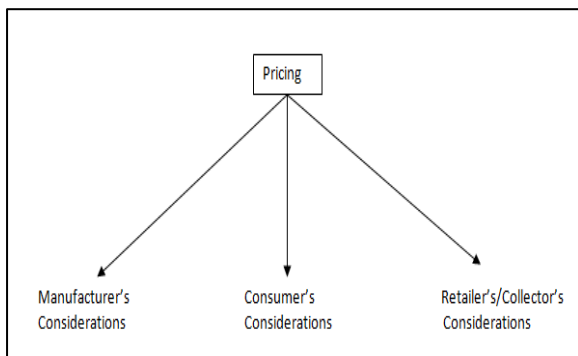 Pricing
Manufacturer's
Considerations
Consumer's
Considerations
Retailer's/Collector's
Considerations